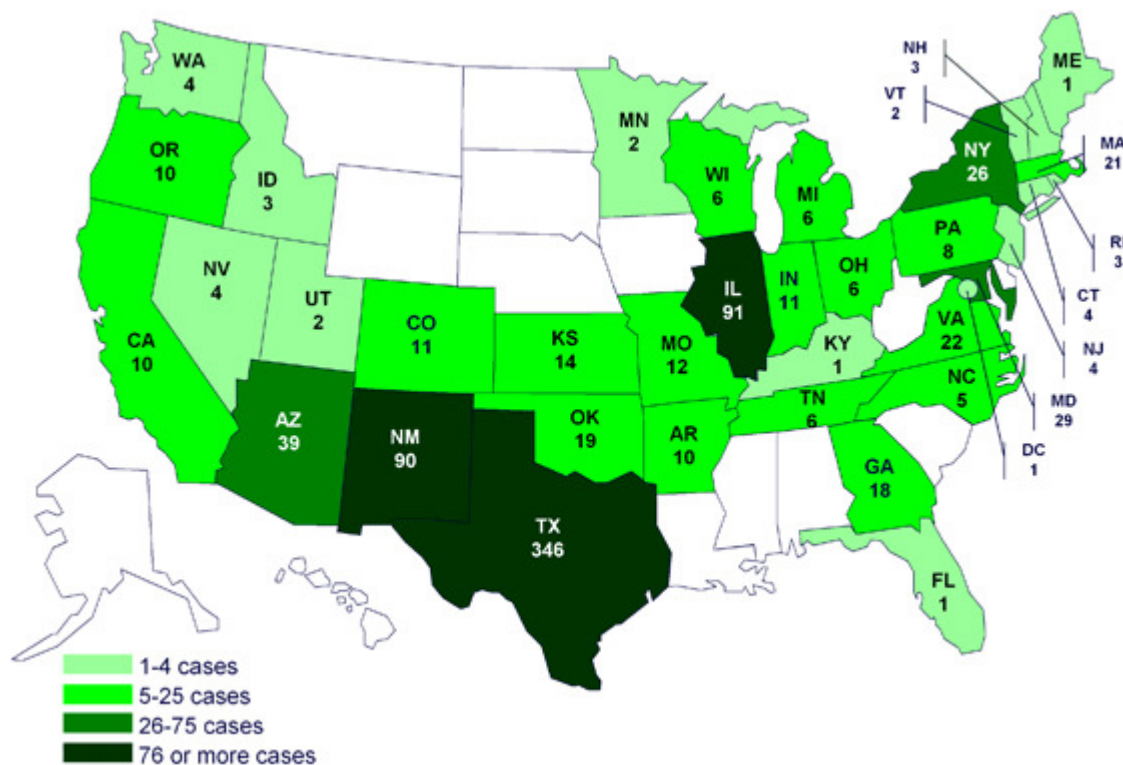 WA
4
OR
10
ID
3
NV
4
UT
2
CA
10
AZ
39
CO
11
NM
90
KS
14
OK
19
TX
346
MN
2
WI
6
IL
91
MO
12
AR
10
MI
6
IN
11
OH
6
KY
1
TN
6
GA
18
FL
1
NC
5
VA
22
PA
8
NY
26
NH
3
VT
2
ME
1
MA
21
RI
3
CT
4
NJ
4
MD
29
DC
1
1-4 cases
5-25 cases
26-75 cases
76 or more cases